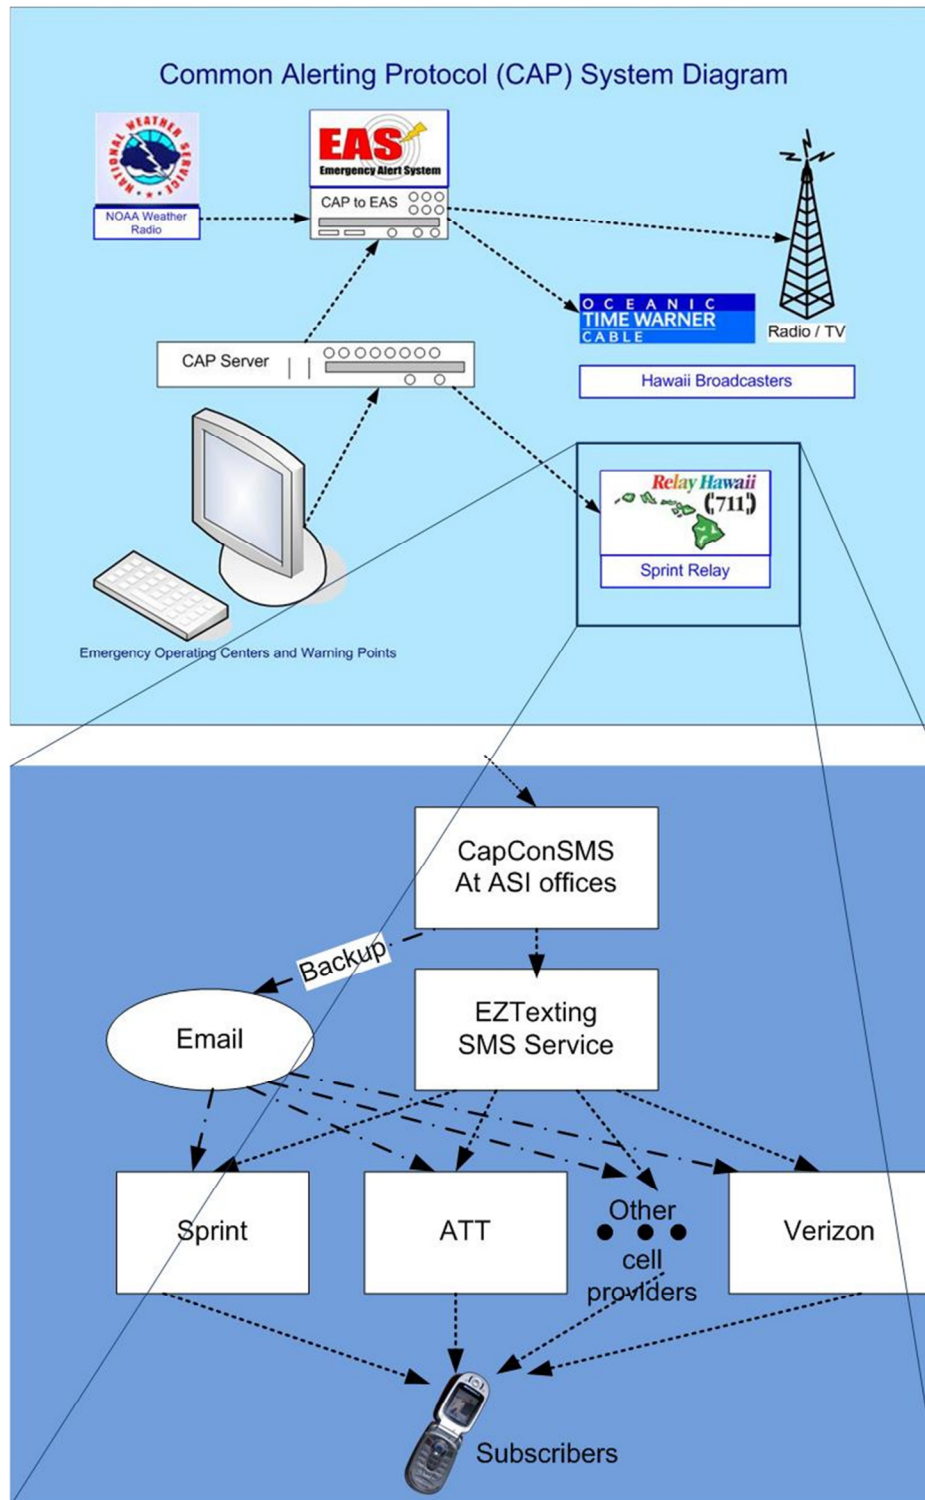 Common Alerting Protocol (CAP) System Diagram
NATIONAL WEATHER SERVICE
NOAA Weather
Radio
EAS
Emergency Alert System
CAP to EAS
OCEANIC
TIME WARNER
CABLE
Radio / TV
Hawaii Broadcasters
CAP Server
Relay Hawaii
711
Sprint Relay
Emergency Operating Centers and Warning Points
CapConSMS
At ASI offices
Backup
Email
EZTexting
SMS Service
Sprint
ATT
Other
cell
providers
Verizon
Subscribers